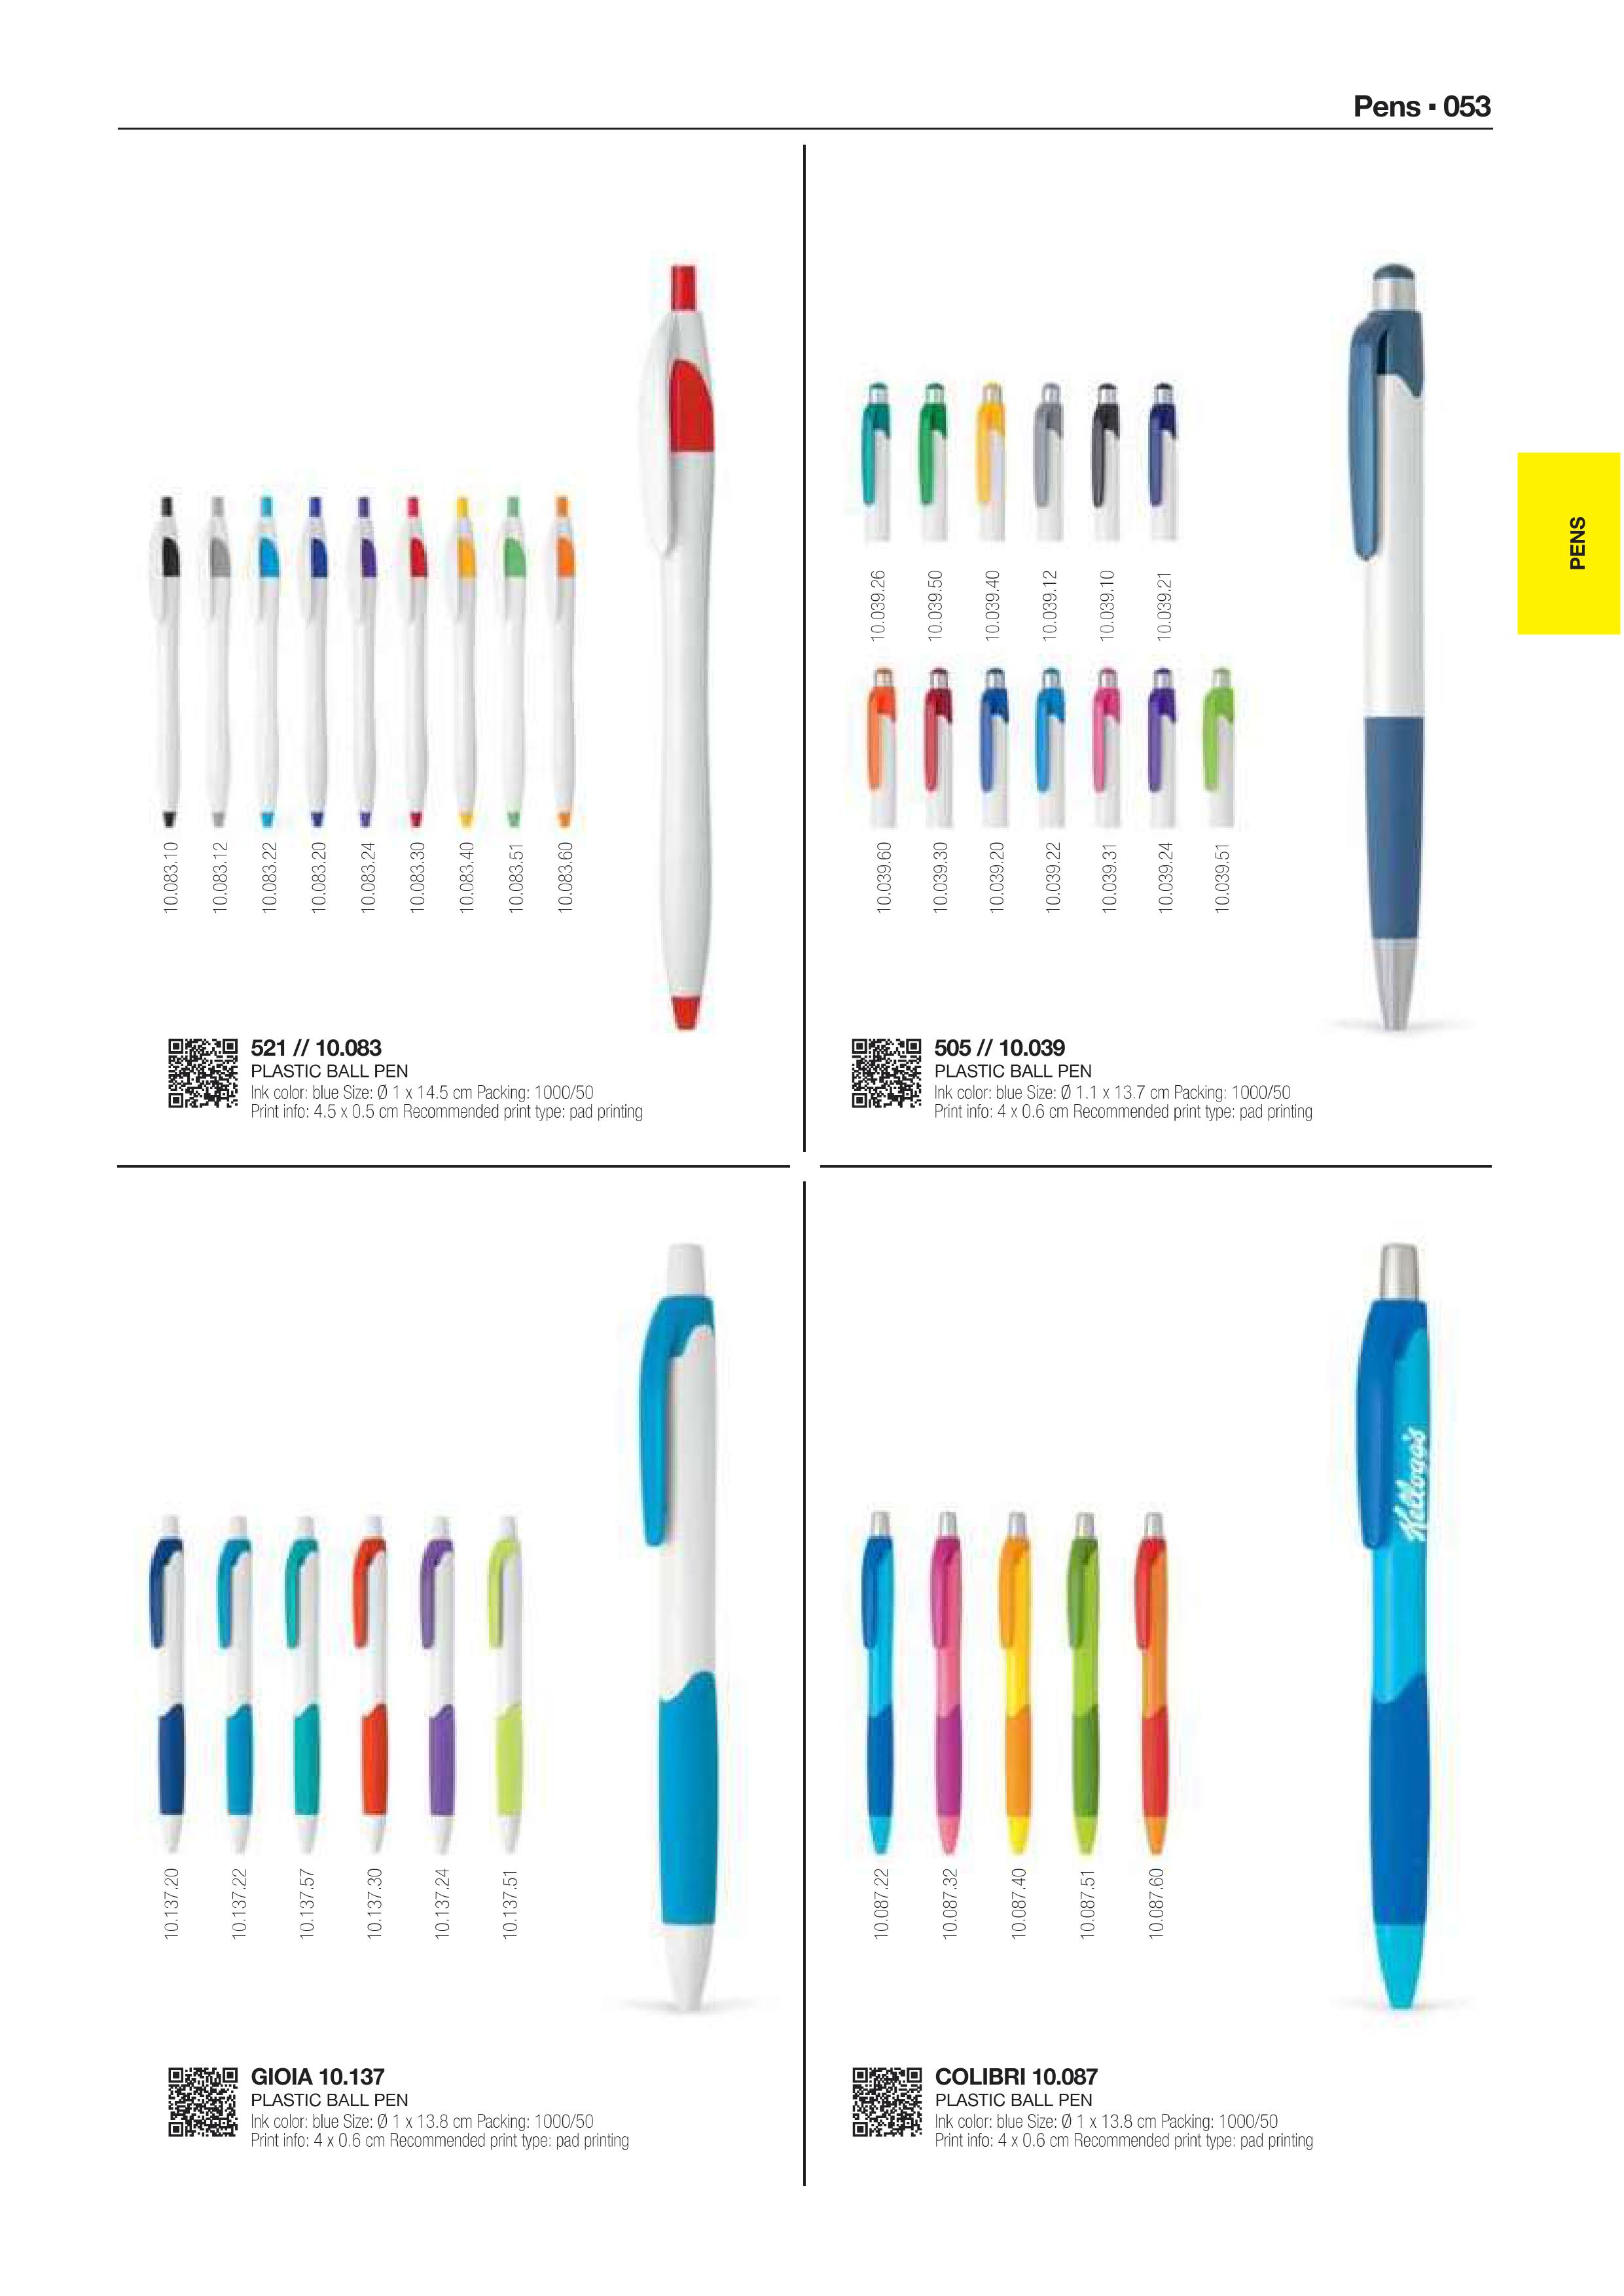 Pens ▪ 053
PENS
10.083.10
10.083.12
10.083.22
10.083.20
10.083.24
10.083.30
10.083.40
10.083.51
10.083.60
521 // 10.083
PLASTIC BALL PEN
Ink color: blue Size: Ø 1 x 14.5 cm Packing: 1000/50
Print info: 4.5 x 0.5 cm Recommended print type: pad printing
10.039.26
10.039.50
10.039.40
10.039.12
10.039.10
10.039.21
10.039.60
10.039.30
10.039.20
10.039.22
10.039.31
10.039.24
10.039.51
505 // 10.039
PLASTIC BALL PEN
Ink color: blue Size: Ø 1.1 x 13.7 cm Packing: 1000/50
Print info: 4 x 0.6 cm Recommended print type: pad printing
10.137.20
10.137.22
10.137.57
10.137.30
10.137.24
10.137.51
GIOIA 10.137
PLASTIC BALL PEN
Ink color: blue Size: Ø 1 x 13.8 cm Packing: 1000/50
Print info: 4 x 0.6 cm Recommended print type: pad printing
Kellogg's
10.087.22
10.087.32
10.087.40
10.087.51
10.087.60
COLIBRI 10.087
PLASTIC BALL PEN
Ink color: blue Size: Ø 1 x 13.8 cm Packing: 1000/50
Print info: 4 x 0.6 cm Recommended print type: pad printing